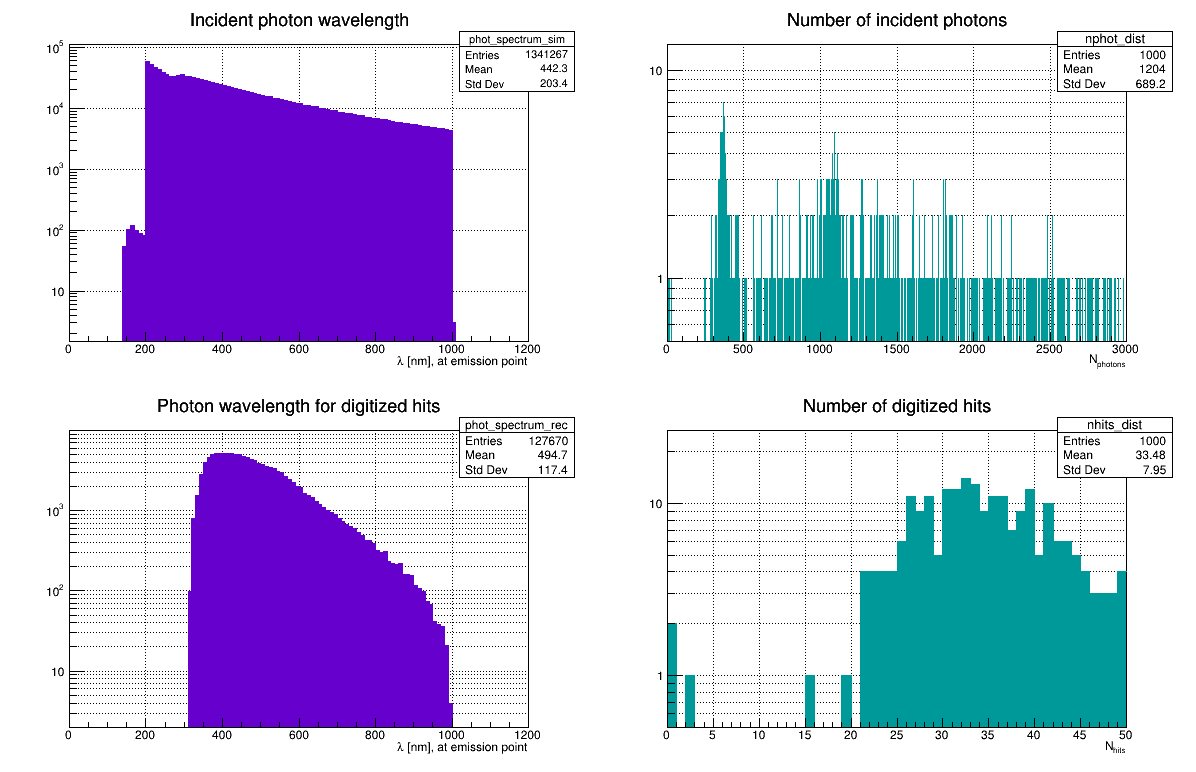 Incident photon wavelength
phot_spectrum_sim
Entries 1341267
Mean 442.3
Std Dev 203.4
10^5
10^4
10^3
10^2
10
0 200 400 600 800 1000 1200
λ [nm], at emission point
Number of incident photons
nphot_dist
Entries 1000
Mean 1204
Std Dev 689.2
10
1
0 500 1000 1500 2000 2500 3000
N_photons
Photon wavelength for digitized hits
phot_spectrum_rec
Entries 127670
Mean 494.7
Std Dev 117.4
10^3
10^2
10
0 200 400 600 800 1000 1200
λ [nm], at emission point
Number of digitized hits
nhits_dist
Entries 1000
Mean 33.48
Std Dev 7.95
10
1
0 5 10 15 20 25 30 35 40 45 50
N_hits